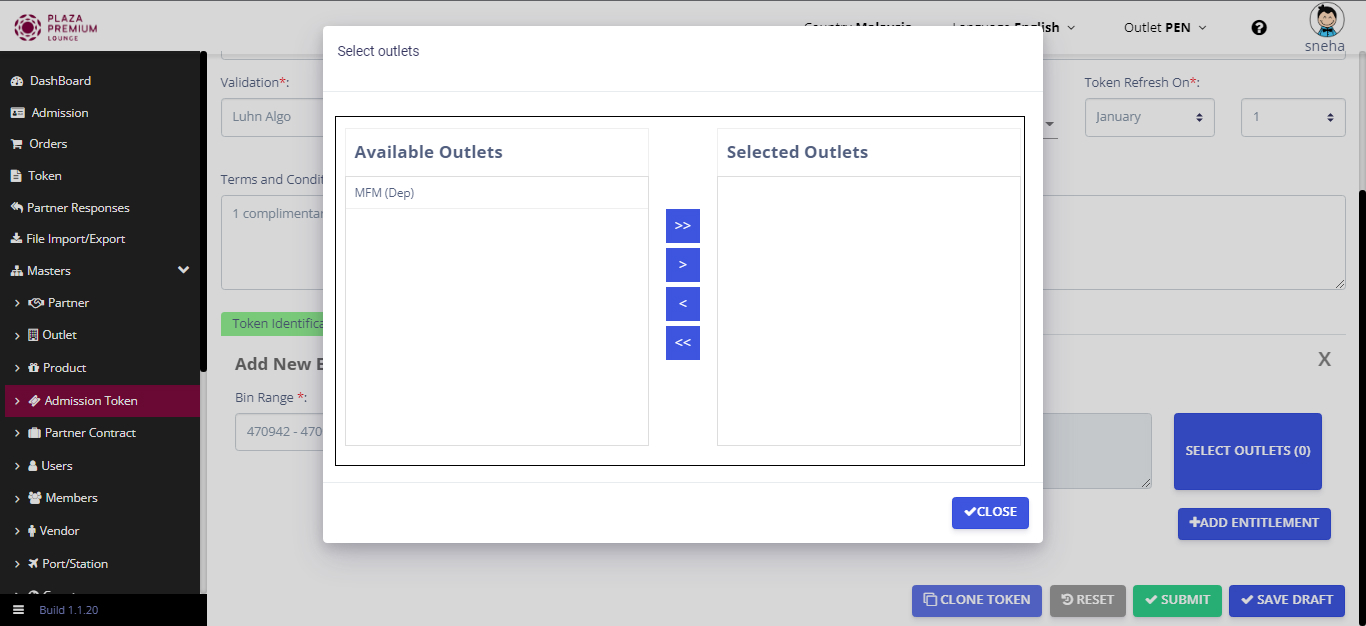 PLAZA
PREMIUM
LOUNGE
Country Malaysia
Language English
Outlet PEN
sneha
DashBoard
Admission
Orders
Token
Partner Responses
File Import/Export
Masters
Partner
Outlet
Product
Admission Token
Partner Contract
Users
Members
Vendor
Port/Station
Build 1.1.20
Validation*:
Luhn Algo
Token Refresh On*:
January
1
Terms and Condit
1 complimentar
Token Identifica
Add New E
X
Bin Range *:
470942 - 470
SELECT OUTLETS (0)
ADD ENTITLEMENT
CLONE TOKEN
RESET
SUBMIT
SAVE DRAFT
Select outlets
Available Outlets
MFM (Dep)
>>
>
<
<<
Selected Outlets
CLOSE